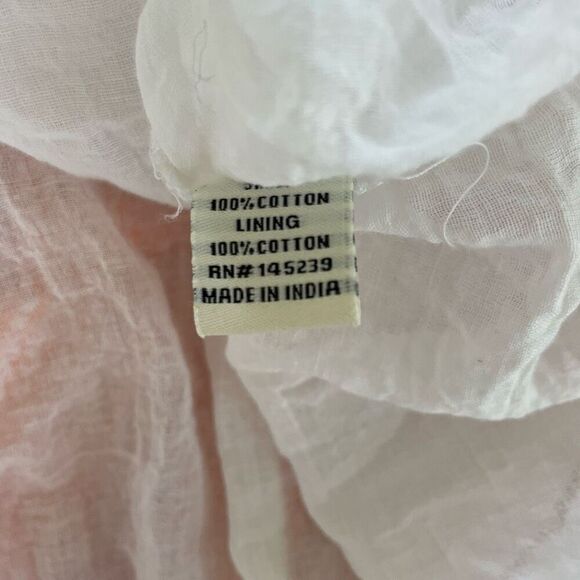 100% COTTON
LINING
100% COTTON
RN# 145239
MADE IN INDIA